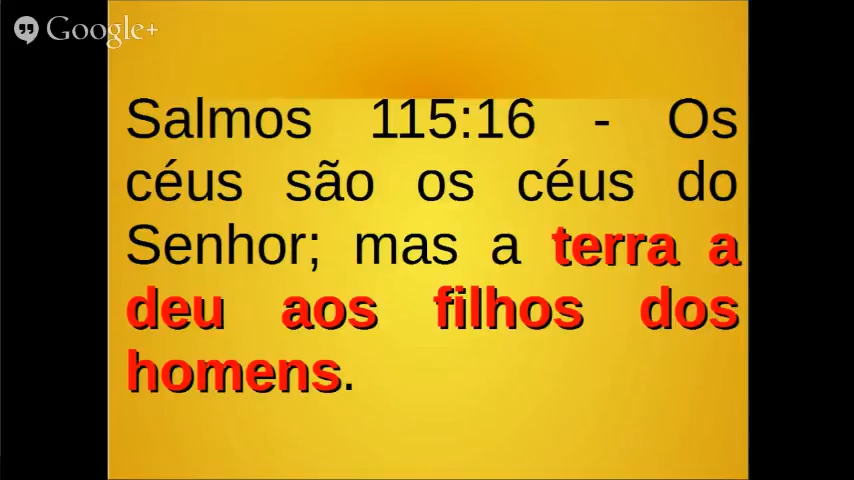 Google+
Salmos 115:16 - Os
céus são os céus do
Senhor; mas a terra a
deu aos filhos dos
homens.